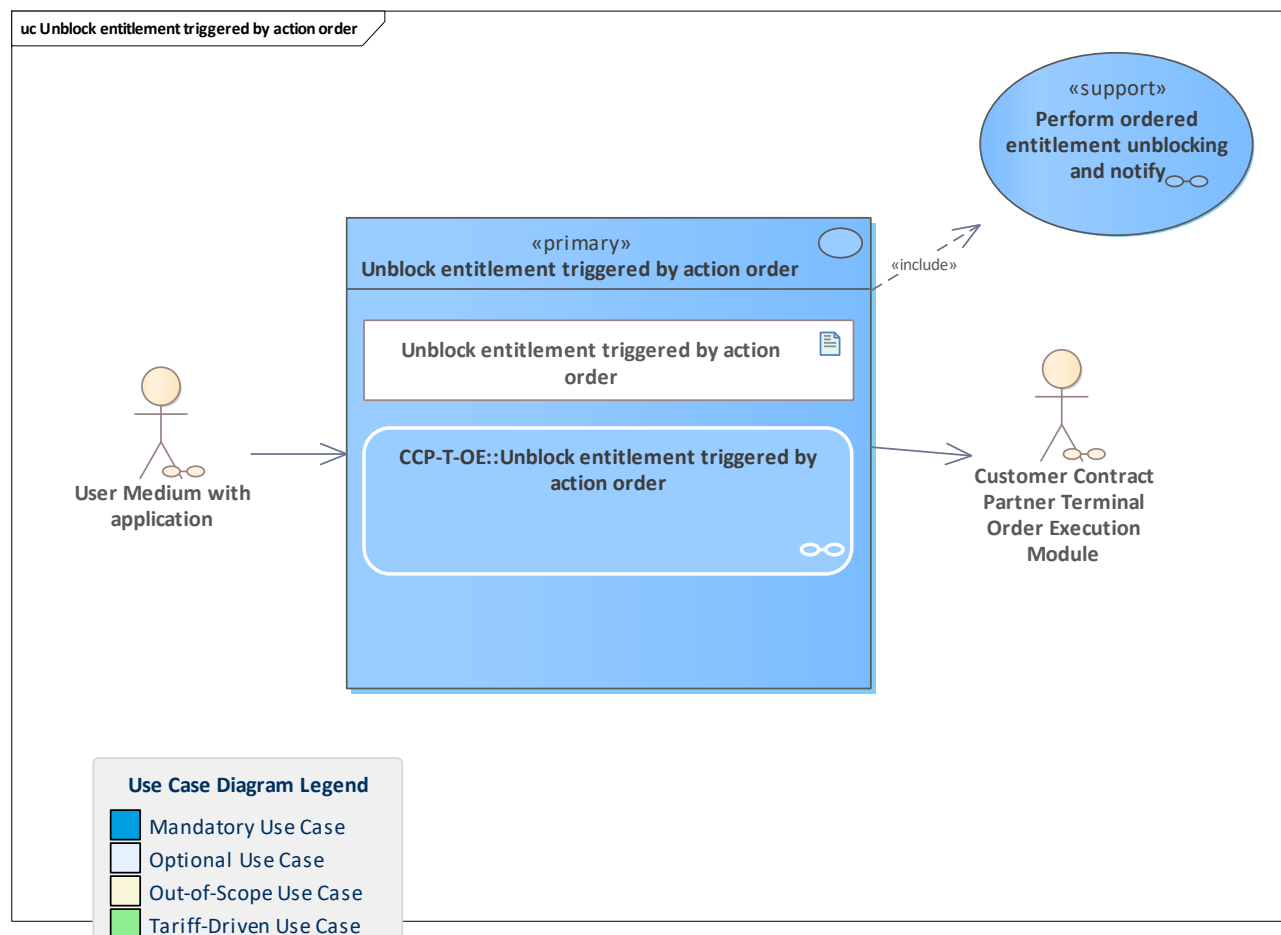 uc Unblock entitlement triggered by action order
«support»
Perform ordered
entitlement unblocking
and notify
«primary»
Unblock entitlement triggered by action order
«include»
Unblock entitlement triggered by action
order
CCP-T-OE::Unblock entitlement triggered by
action order
User Medium with
application
Customer Contract
Partner Terminal
Order Execution
Module
Use Case Diagram Legend
Mandatory Use Case
Optional Use Case
Out-of-Scope Use Case
Tariff-Driven Use Case